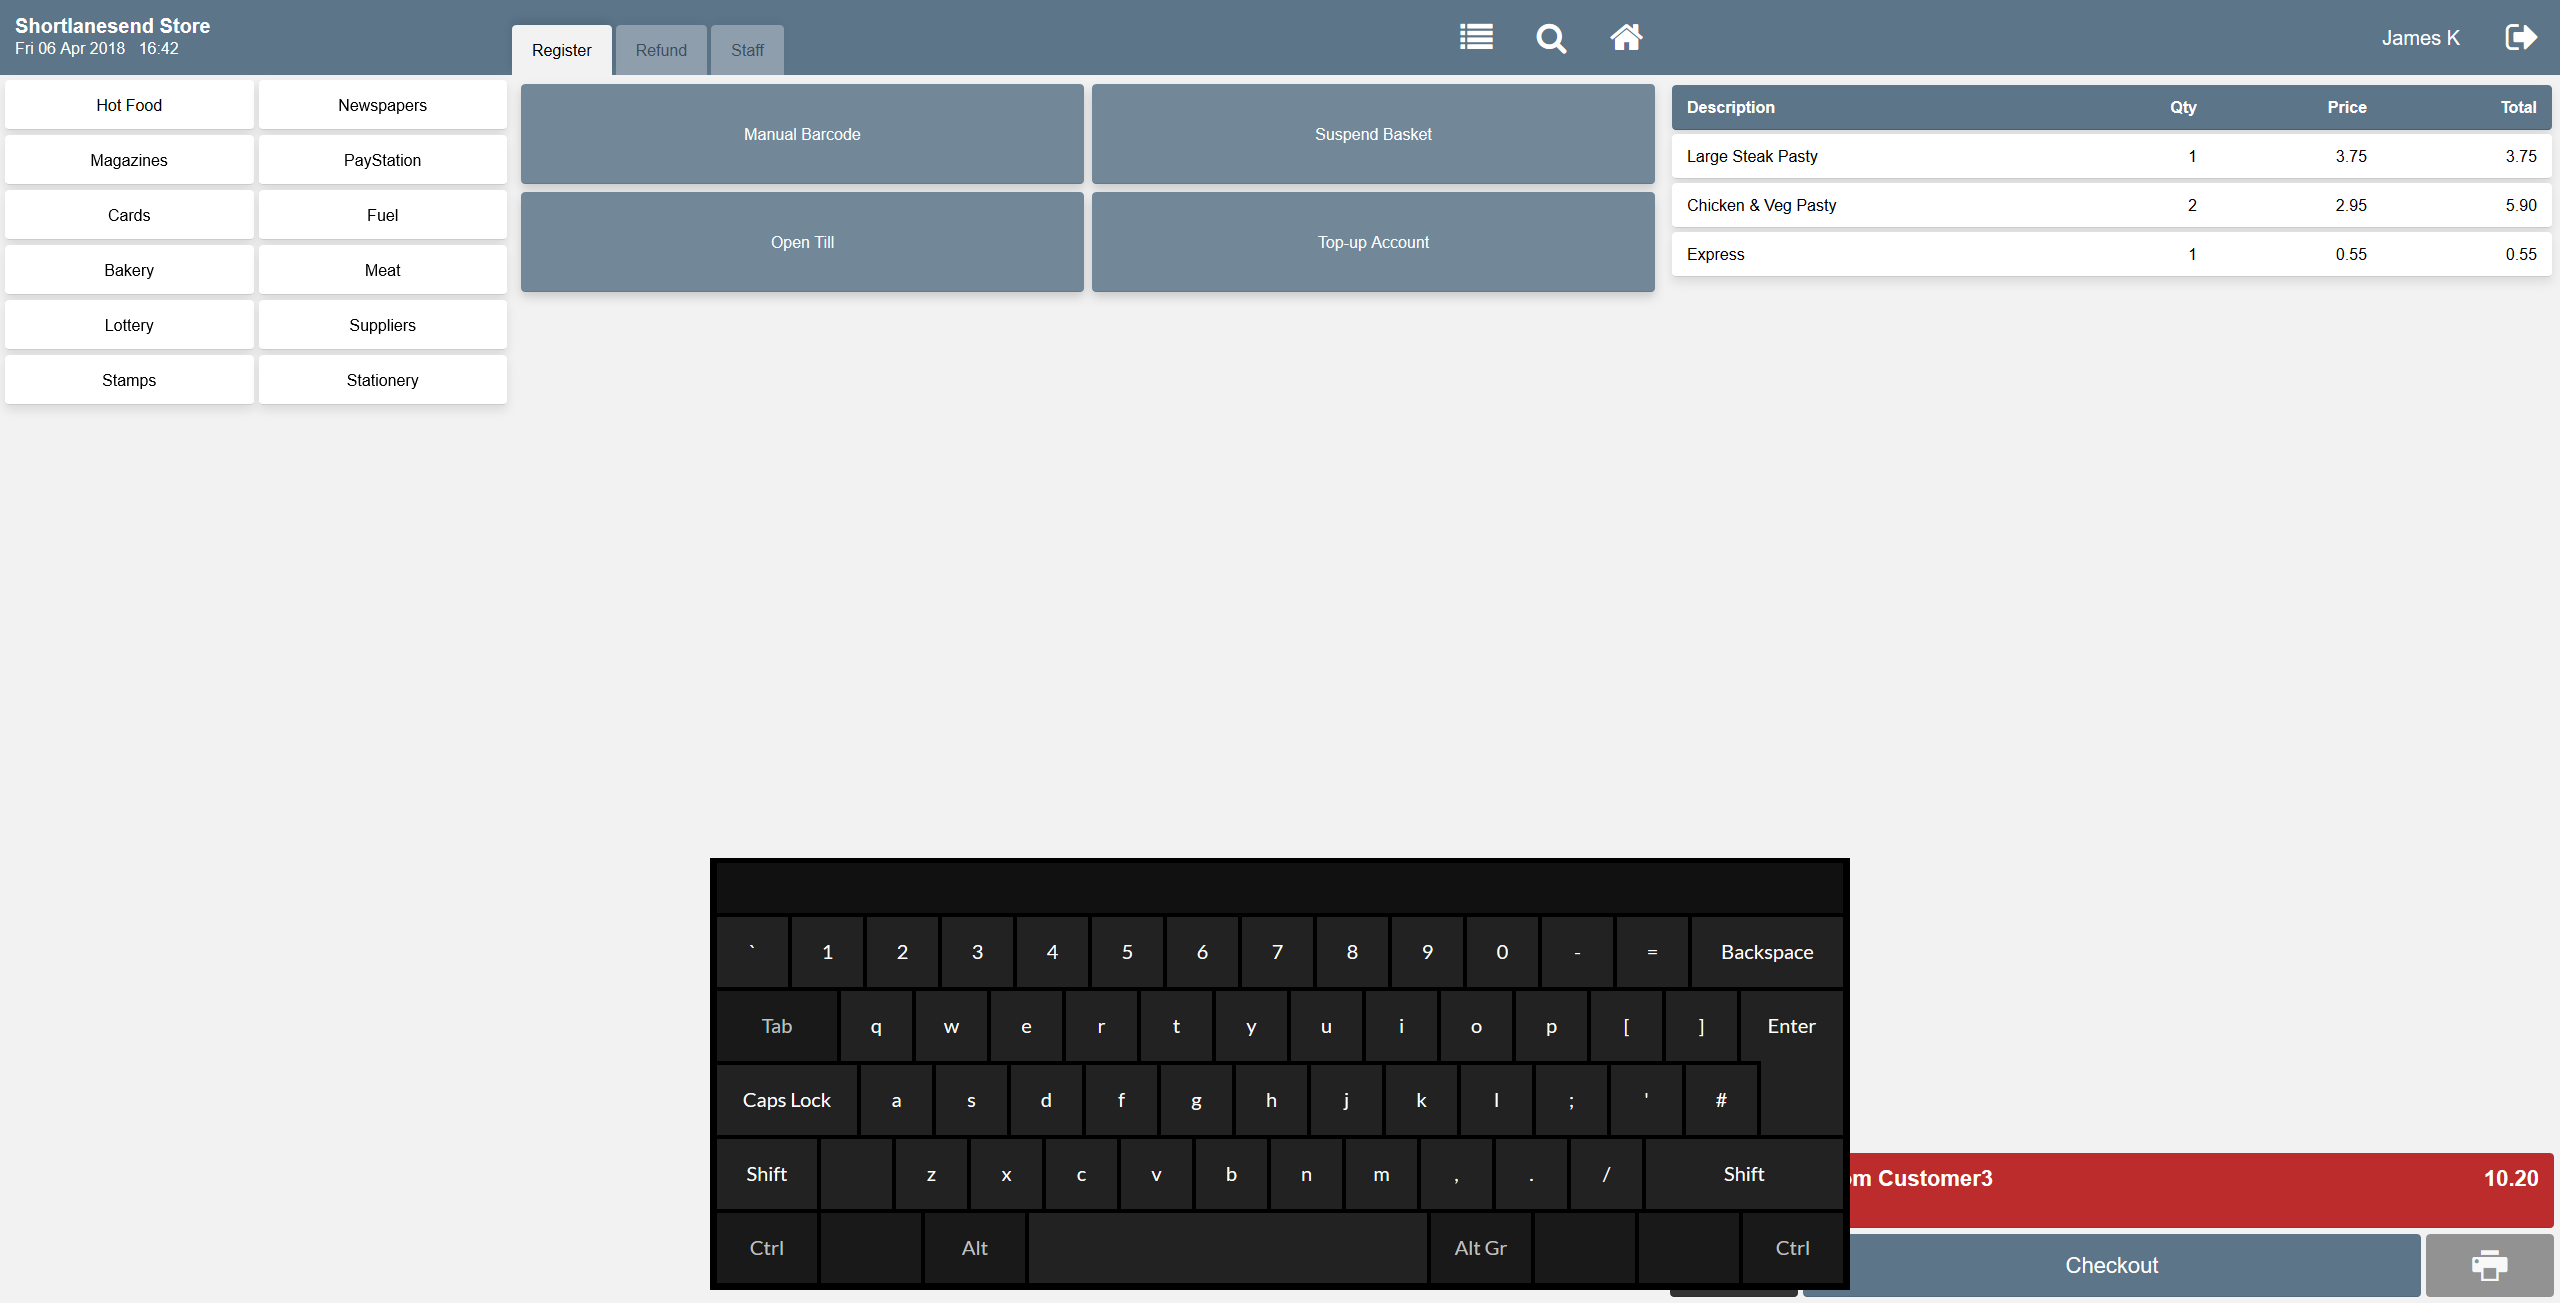 Shortlanesend Store
Fri 06 Apr 2018 16:42
Register Refund Staff
James K
Hot Food Newspapers
Magazines PayStation
Cards Fuel
Bakery Meat
Lottery Suppliers
Stamps Stationery
Manual Barcode Suspend Basket
Open Till Top-up Account
Description Qty Price Total
Large Steak Pasty 1 3.75 3.75
Chicken & Veg Pasty 2 2.95 5.90
Express 1 0.55 0.55
` 1 2 3 4 5 6 7 8 9 0 - = Backspace
Tab q w e r t y u i o p [ ] Enter
Caps Lock a s d f g h j k l ; ' #
Shift z x c v b n m , . / Shift
Ctrl Alt Alt Gr Ctrl
Customer3 10.20
Checkout